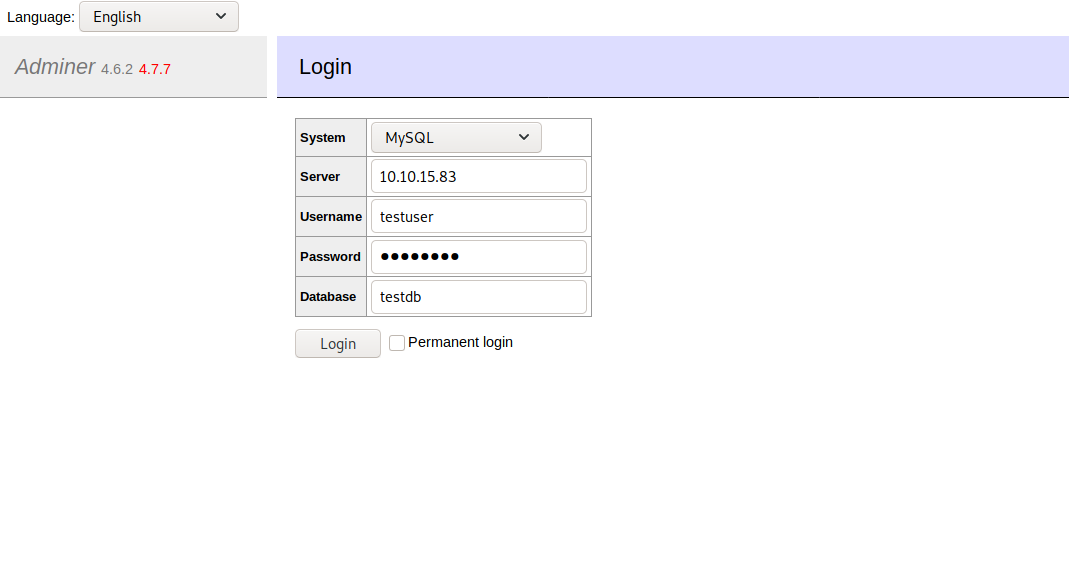 Language: English
Adminer 4.6.2 4.7.7
Login
System MySQL
Server 10.10.15.83
Username testuser
Password ●●●●●●●●
Database testdb
Login Permanent login